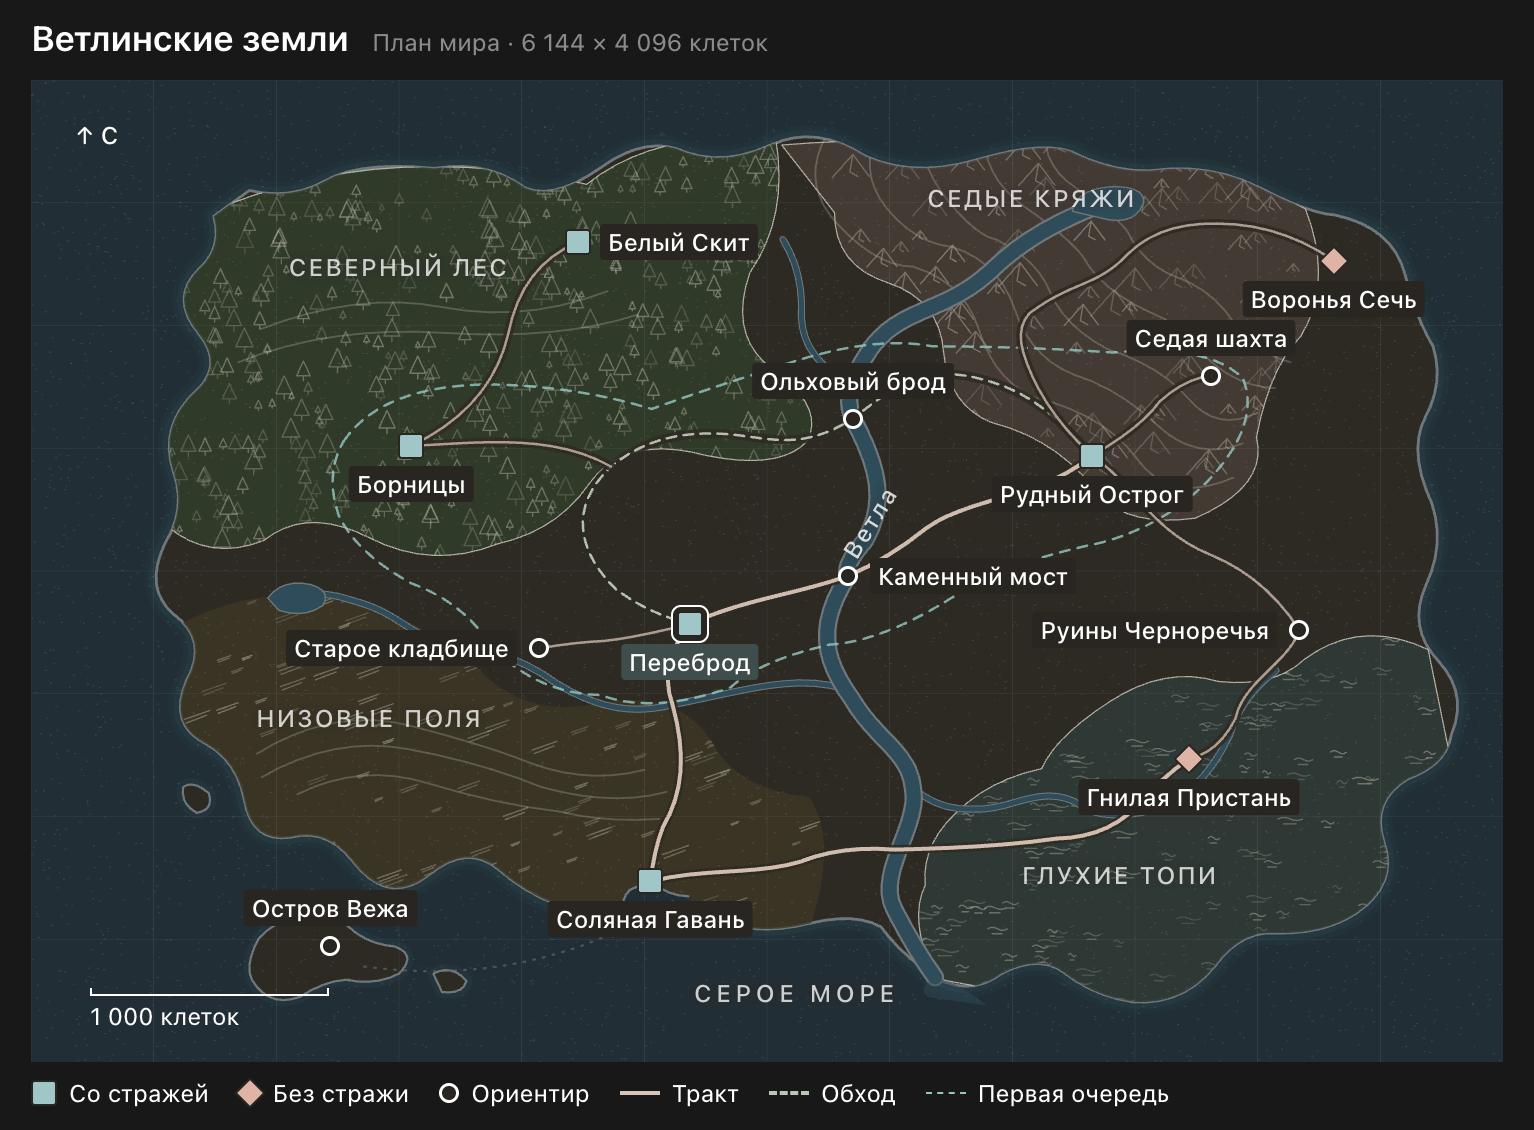 Ветлинские земли План мира · 6 144 × 4 096 клеток
↑ С
СЕДЫЕ КРЯЖИ
Белый Скит
СЕВЕРНЫЙ ЛЕС
Воронья Сечь
Седая шахта
Ольховый брод
Борницы
Рудный Острог
Ветла
Каменный мост
Руины Черноречья
Старое кладбище
Переброд
НИЗОВЫЕ ПОЛЯ
Гнилая Пристань
ГЛУХИЕ ТОПИ
Остров Вежа
Соляная Гавань
СЕРОЕ МОРЕ
1 000 клеток
Со стражей Без стражи Ориентир Тракт Обход Первая очередь